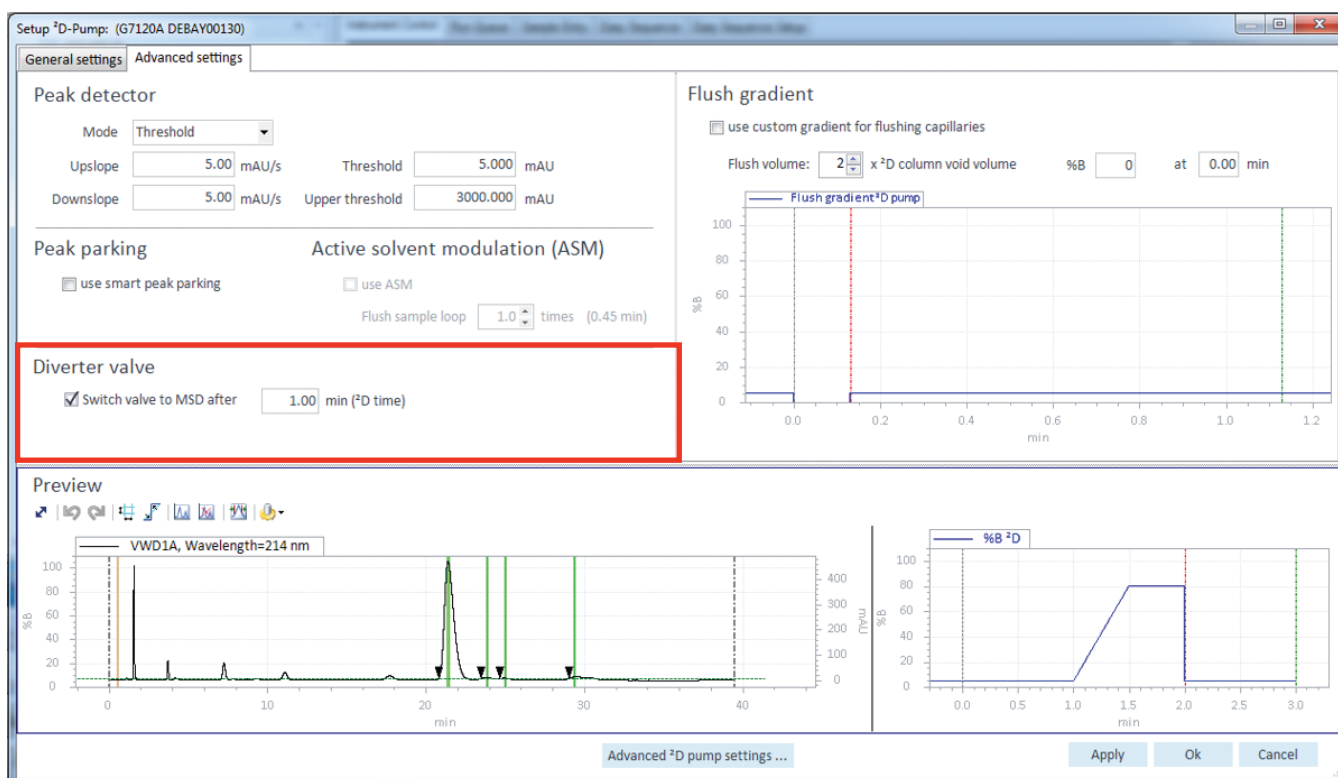 Setup ²D-Pump: (G7120A DEBAY00130)
General settings
Advanced settings
Peak detector
Mode Threshold
Upslope 5.00 mAU/s Threshold 5.000 mAU
Downslope 5.00 mAU/s Upper threshold 3000.000 mAU
Peak parking
use smart peak parking
Active solvent modulation (ASM)
use ASM
Flush sample loop 1.0 times (0.45 min)
Diverter valve
Switch valve to MSD after 1.00 min (²D time)
Flush gradient
use custom gradient for flushing capillaries
Flush volume: 2 x ²D column void volume %B 0 at 0.00 min
Flush gradient²D pump
100
80
60
40
20
0
%B
0.0 0.2 0.4 0.6 0.8 1.0 1.2
min
Preview
VWD1A, Wavelength=214 nm
100
80
60
40
20
0
%B
400
300
200
100
0
mAU
0 10 20 30 40
min
%B ²D
100
80
60
40
20
0
%B
0.0 0.5 1.0 1.5 2.0 2.5 3.0
min
Advanced ²D pump settings ...
Apply Ok Cancel